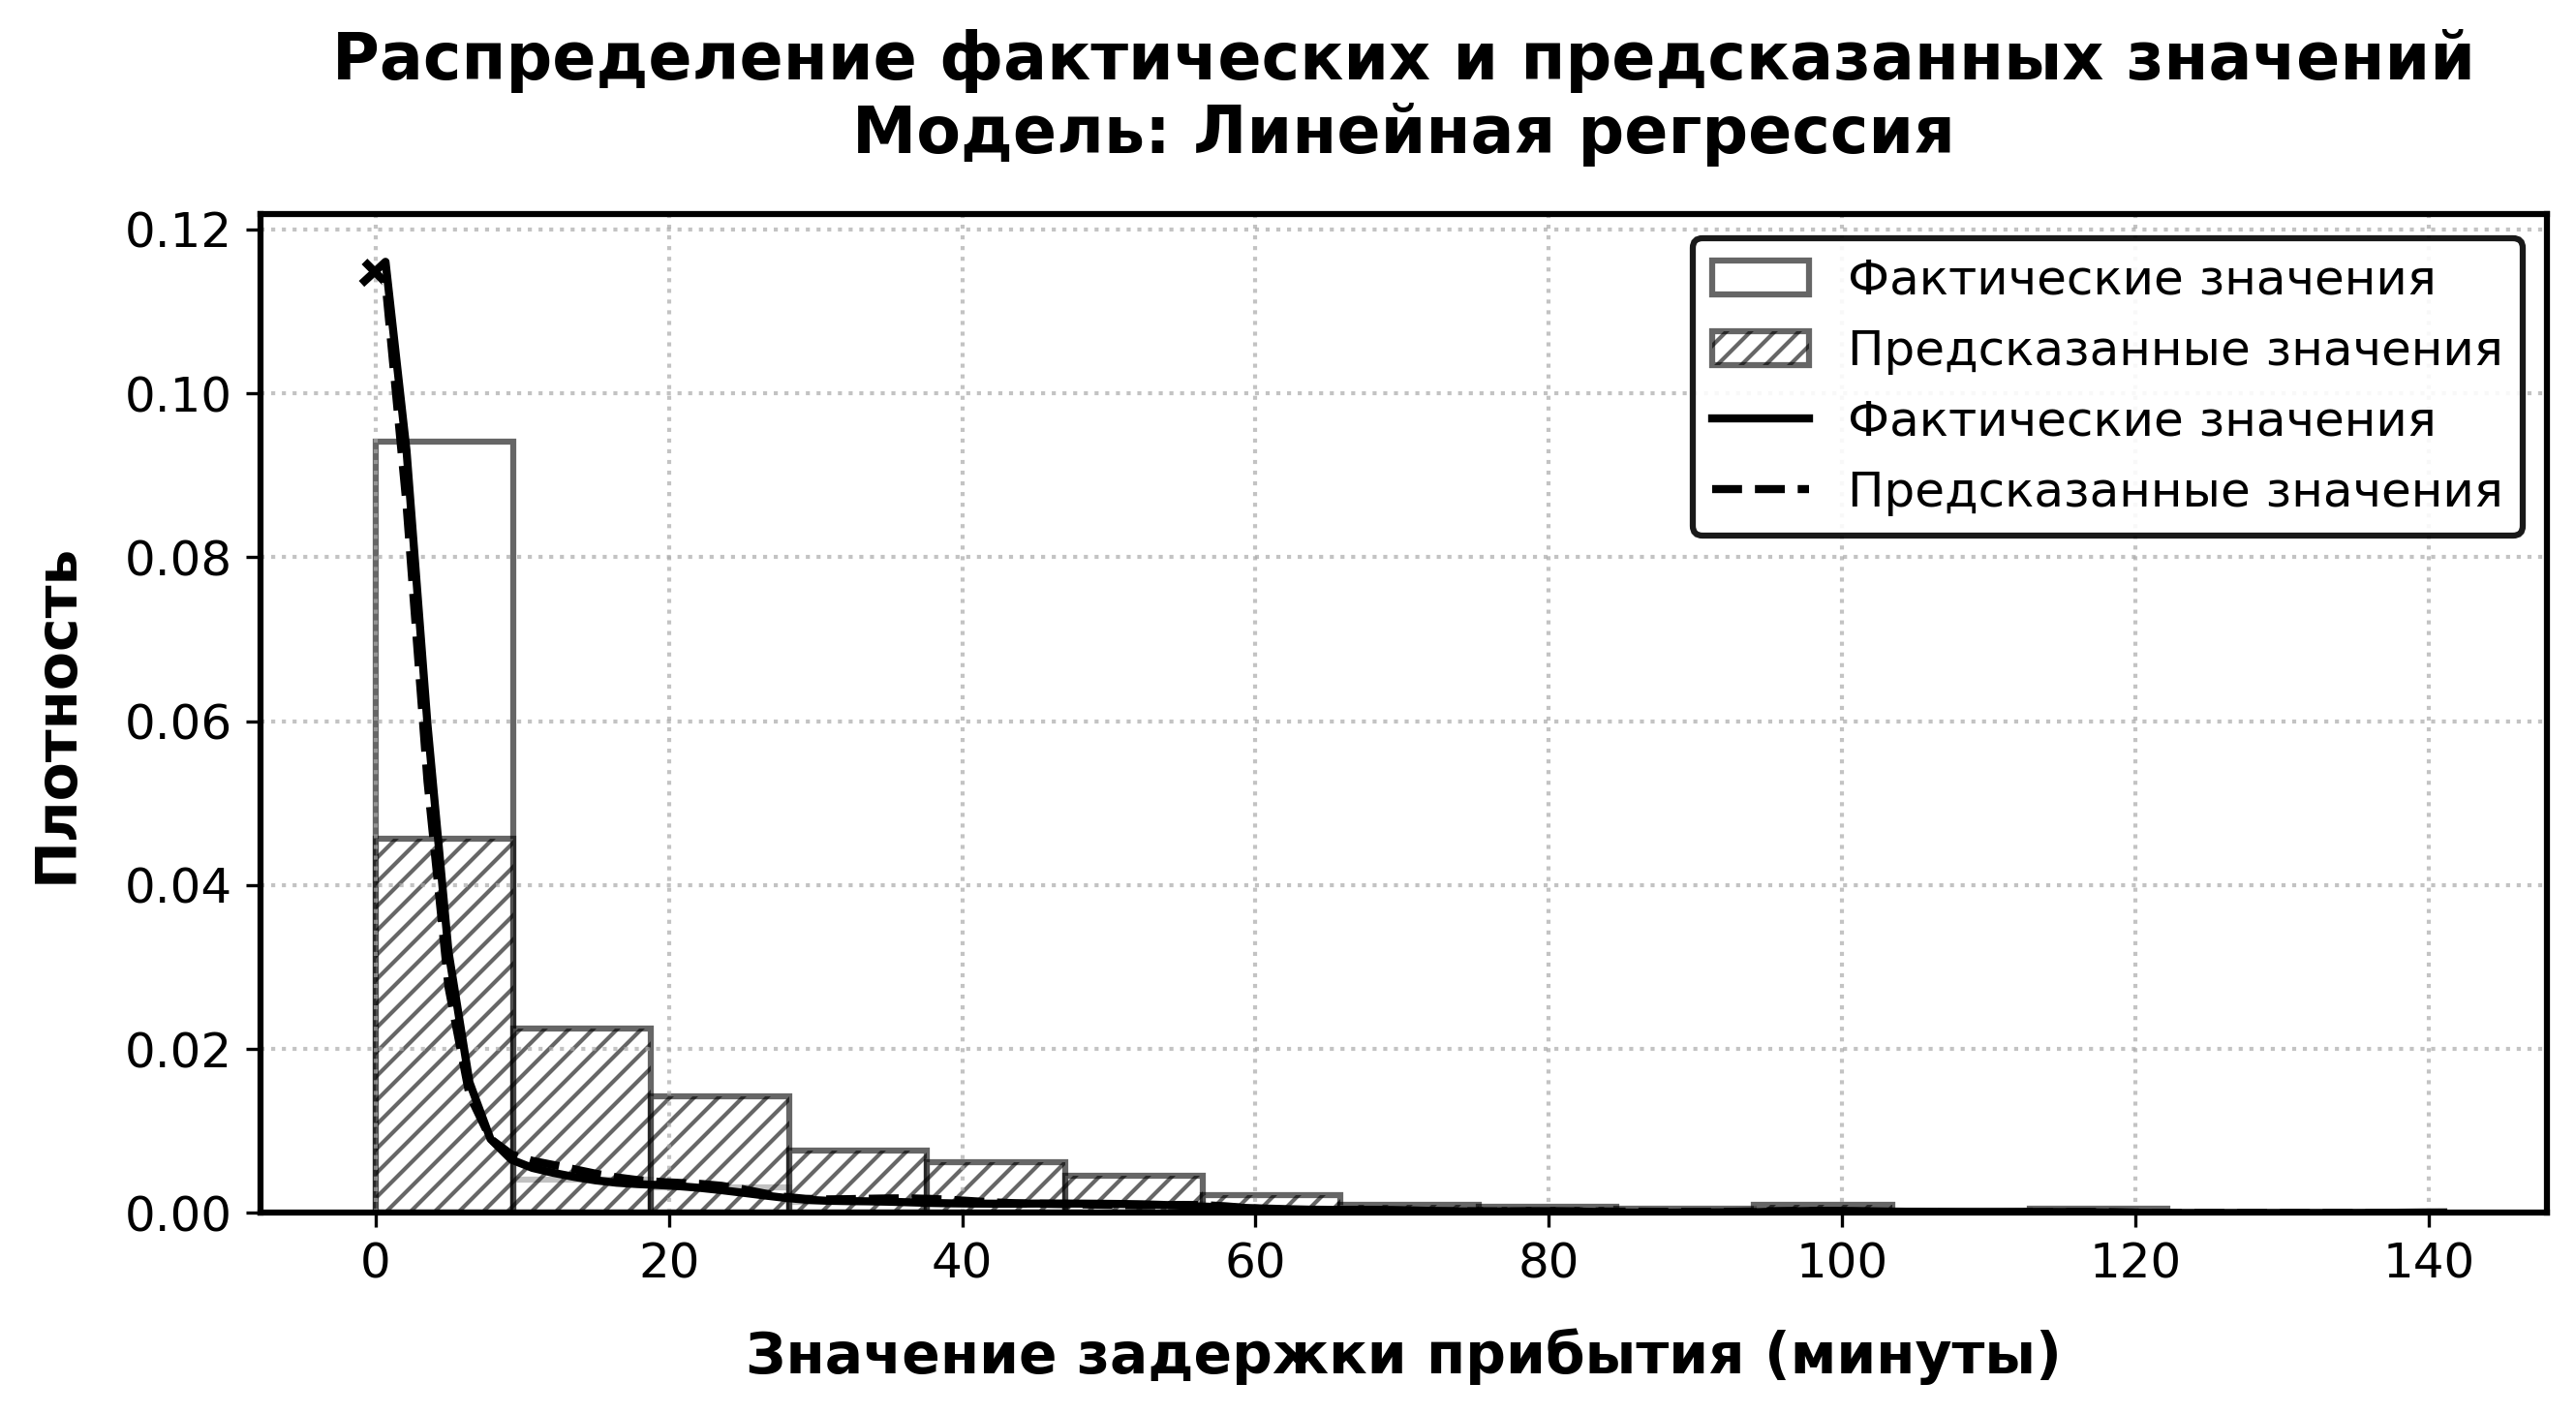 Распределение фактических и предсказанных значений
Модель: Линейная регрессия
0.12
0.10
0.08
0.06
0.04
0.02
0.00
Плотность
Фактические значения
Предсказанные значения
Фактические значения
Предсказанные значения
0 20 40 60 80 100 120 140
Значение задержки прибытия (минуты)